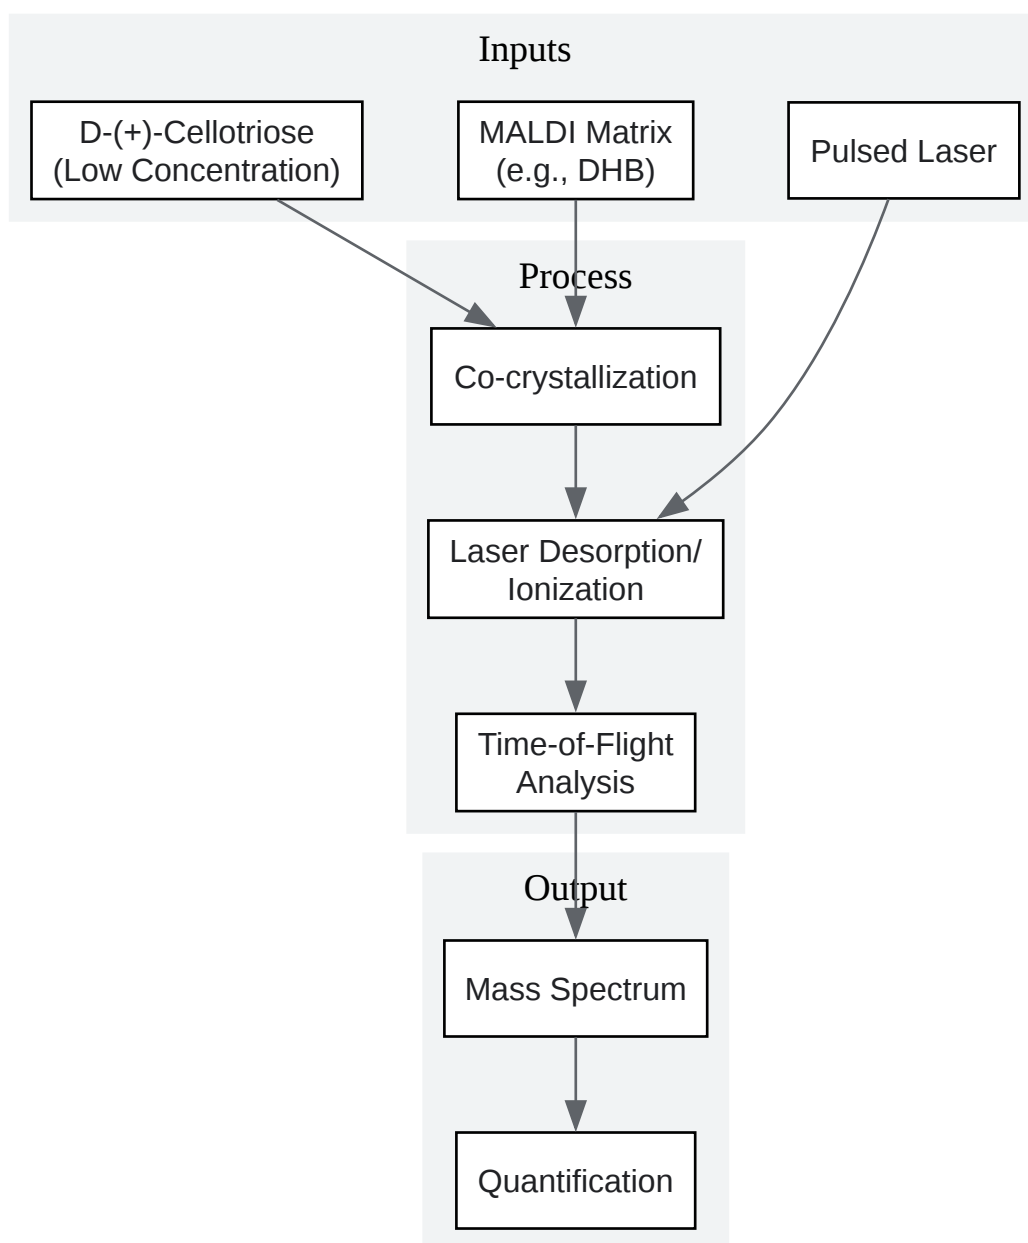 Inputs
D-(+)-Cellotriose
(Low Concentration)
MALDI Matrix
(e.g., DHB)
Pulsed Laser
Process
Co-crystallization
Laser Desorption/
Ionization
Time-of-Flight
Analysis
Output
Mass Spectrum
Quantification